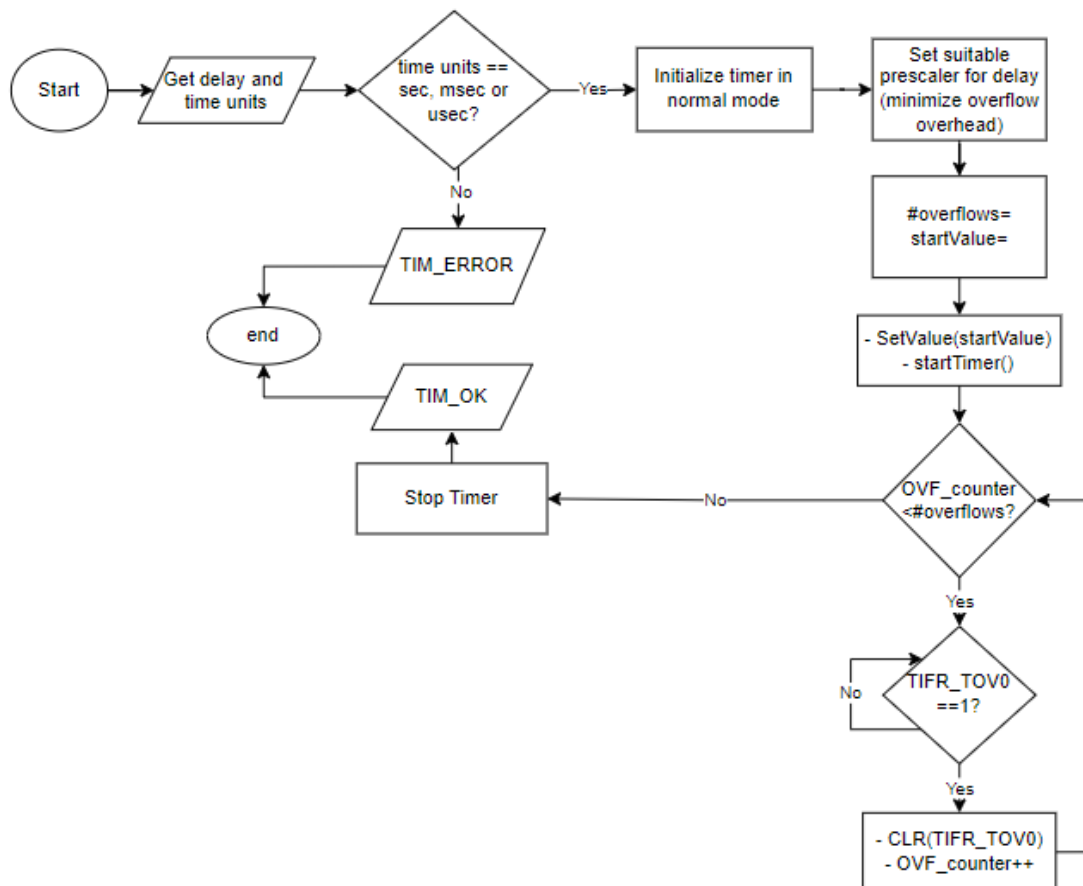 Start
Get delay and
time units
time units ==
sec, msec or
usec?
Yes
Initialize timer in
normal mode
Set suitable
prescaler for delay
(minimize overflow
overhead)
No
TIM_ERROR
end
#overflows=
startValue=
- SetValue(startValue)
- startTimer()
TIM_OK
Stop Timer
No
OVF_counter
<#overflows?
Yes
TIFR_TOV0
==1?
No
Yes
- CLR(TIFR_TOV0)
- OVF_counter++